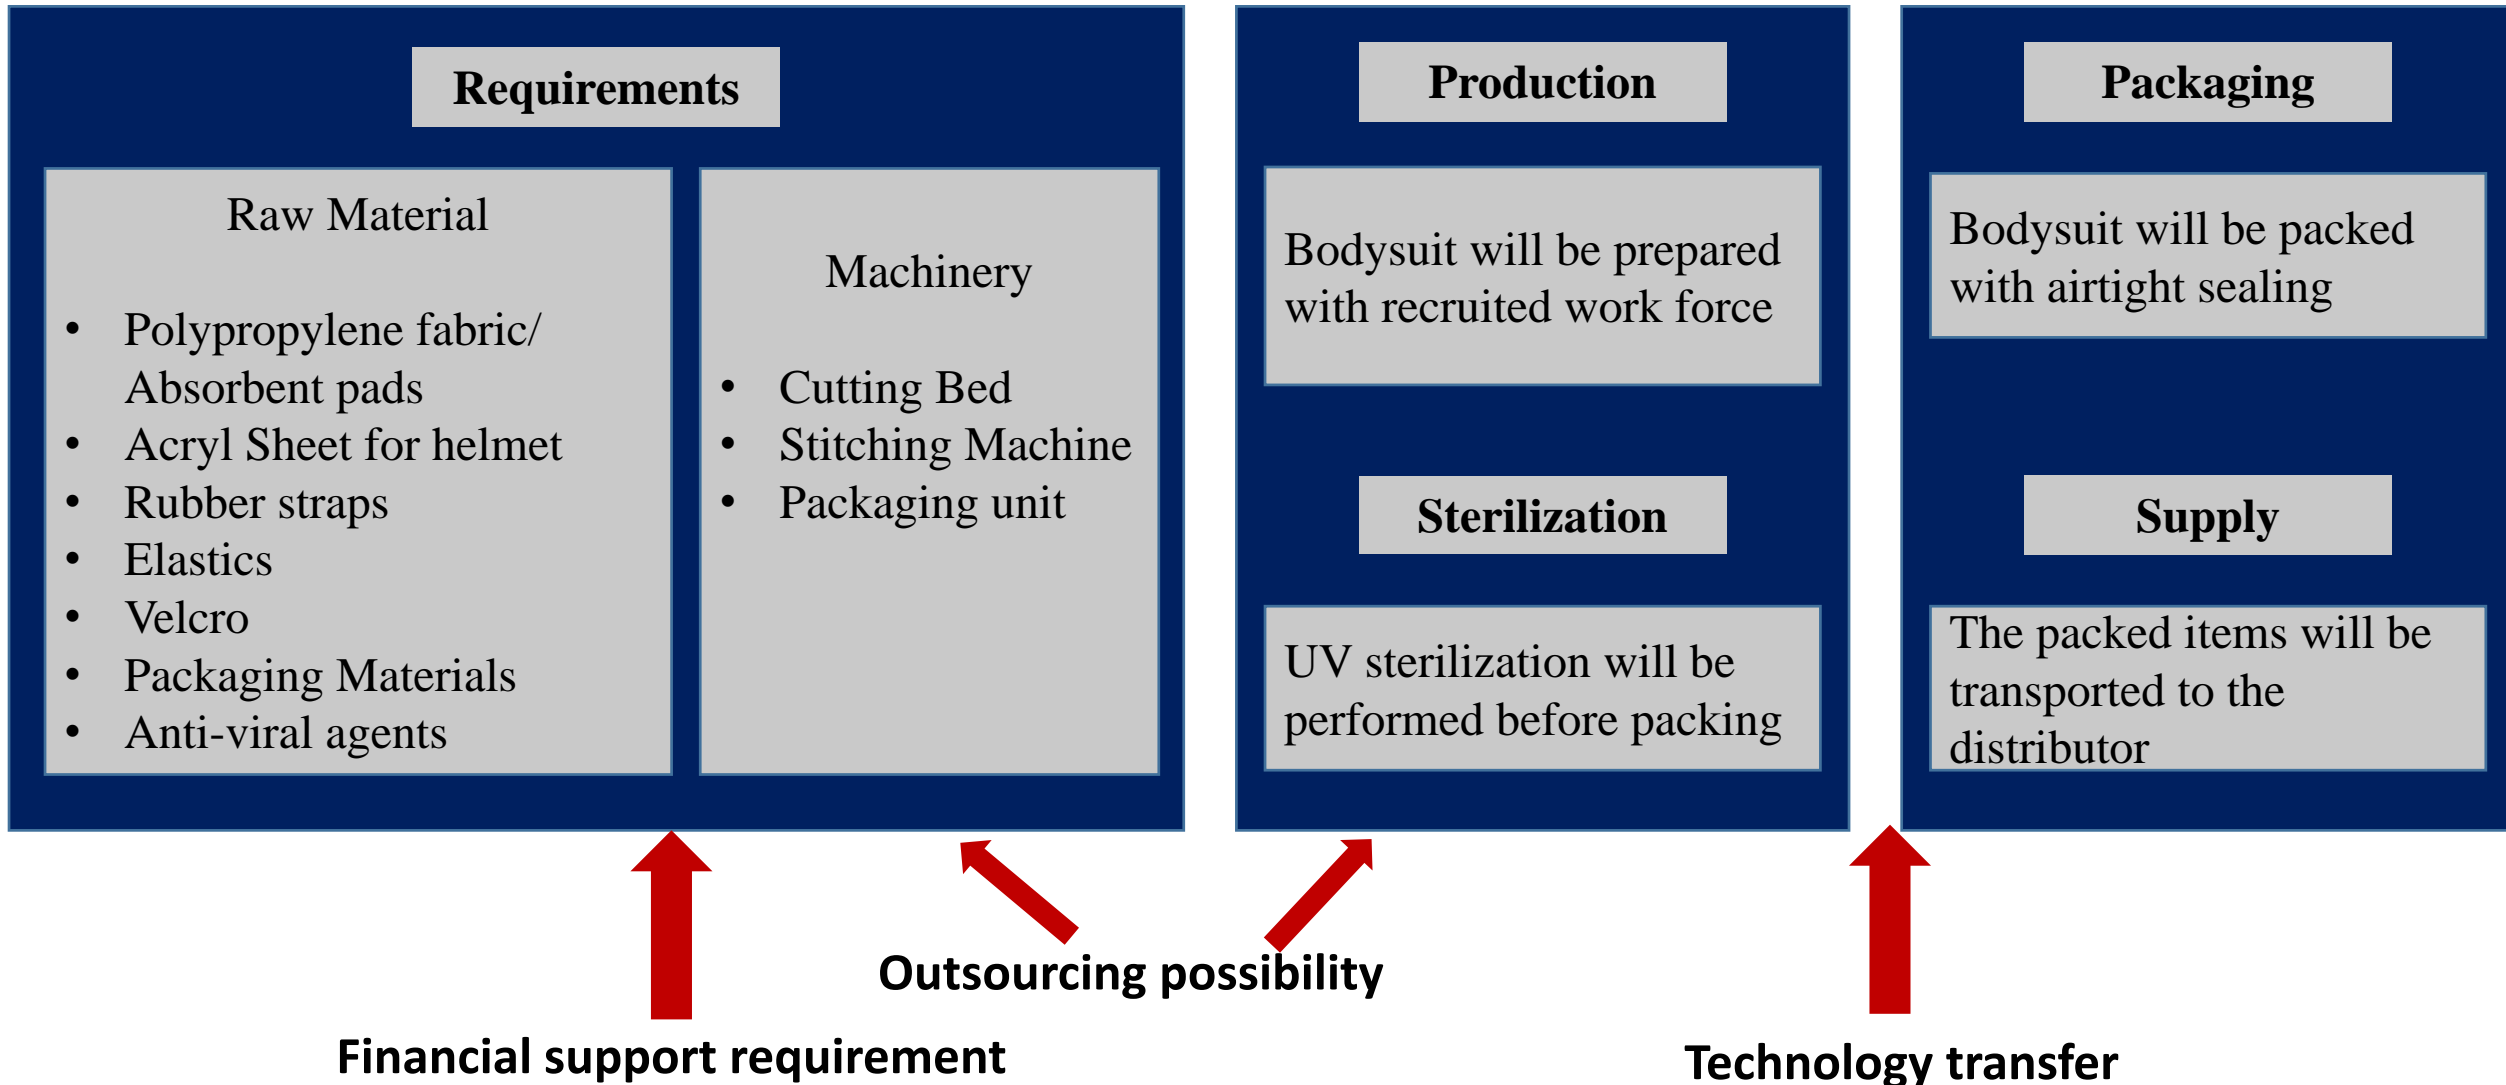 Requirements
Raw Material
• Polypropylene fabric/
Absorbent pads
• Acryl Sheet for helmet
• Rubber straps
• Elastics
• Velcro
• Packaging Materials
• Anti-viral agents
Machinery
• Cutting Bed
• Stitching Machine
• Packaging unit
Production
Bodysuit will be prepared
with recruited work force
Sterilization
UV sterilization will be
performed before packing
Packaging
Bodysuit will be packed
with airtight sealing
Supply
The packed items will be
transported to the
distributor
Outsourcing possibility
Financial support requirement
Technology transfer